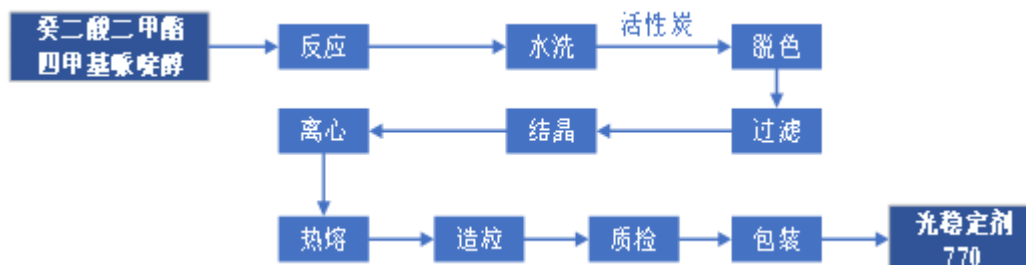 癸二酸二甲酯
四甲基哌啶醇
反应
水洗
活性炭
脱色
离心
结晶
过滤
热熔
造粒
质检
包装
光稳定剂
770